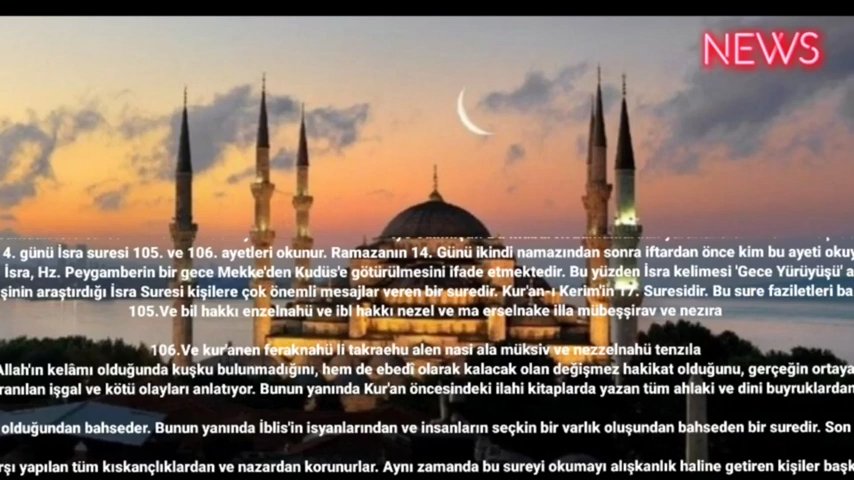 NEWS
4. günü İsra suresi 105. ve 106. ayetleri okunur. Ramazanın 14. Günü ikindi namazından sonra iftardan önce kim bu ayeti okuy
İsra, Hz. Peygamberin bir gece Mekke'den Kudüs'e götürülmesini ifade etmektedir. Bu yüzden İsra kelimesi 'Gece Yürüyüşü' a
şinin araştırdığı İsra Suresi kişilere çok önemli mesajlar veren bir suredir. Kur'an-ı Kerim'in 17. Suresidir. Bu sure faziletleri ba
105.Ve bil hakkı enzelnahü ve ibl hakkı nezel ve ma erselnake illa mübeşşirav ve nezıra
106.Ve kur'anen feraknahü li takraehu alen nasi ala müksiv ve nezzelnahü tenzıla
Allah'ın kelâmı olduğunda kuşku bulunmadığını, hem de ebedî olarak kalacak olan değişmez hakikat olduğunu, gerçeğin ortaya
ranılan işgal ve kötü olayları anlatıyor. Bunun yanında Kur'an öncesindeki ilahi kitaplarda yazan tüm ahlaki ve dini buyruklardan
olduğundan bahseder. Bunun yanında İblis'in isyanlarından ve insanların seçkin bir varlık oluşundan bahseden bir suredir. Son
rşı yapılan tüm kıskançlıklardan ve nazardan korunurlar. Aynı zamanda bu sureyi okumayı alışkanlık haline getiren kişiler başk